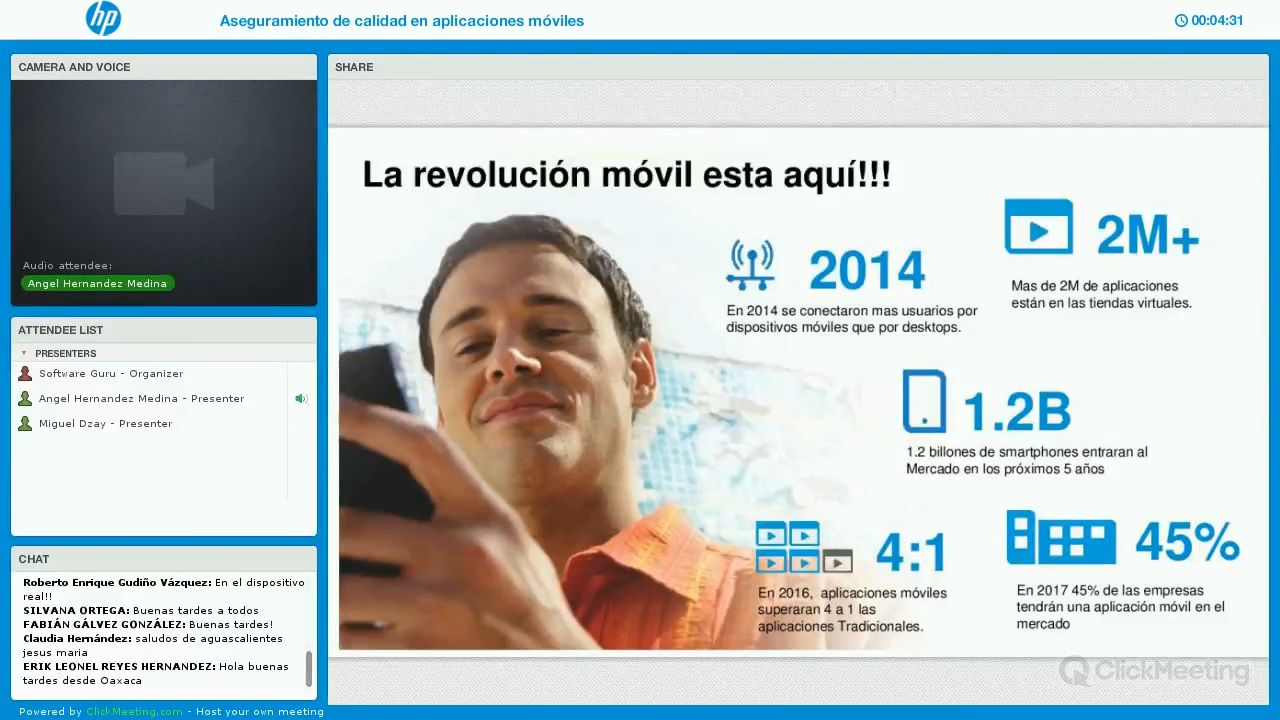 hp
Aseguramiento de calidad en aplicaciones móviles
00:04:31
CAMERA AND VOICE
Audio attendee:
Angel Hernandez Medina
ATTENDEE LIST
PRESENTERS
Software Guru - Organizer
Angel Hernandez Medina - Presenter
Miguel Dzay - Presenter
CHAT
Roberto Enrique Gudiño Vázquez: En el dispositivo
real!!
SILVANA ORTEGA: Buenas tardes a todos
FABIÁN GÁLVEZ GONZÁLEZ: Buenas tardes!
Claudia Hernández: saludos de aguascalientes
jesus maria
ERIK LEONEL REYES HERNANDEZ: Hola buenas
tardes desde Oaxaca
Powered by ClickMeeting.com - Host your own meeting
SHARE
La revolución móvil esta aquí!!!
2014
En 2014 se conectaron mas usuarios por
dispositivos móviles que por desktops.
2M+
Mas de 2M de aplicaciones
están en las tiendas virtuales.
1.2B
1.2 billones de smartphones entraran al
Mercado en los próximos 5 años
4:1
En 2016, aplicaciones móviles
superaran 4 a 1 las
aplicaciones Tradicionales.
45%
En 2017 45% de las empresas
tendrán una aplicación móvil en el
mercado
ClickMeeting